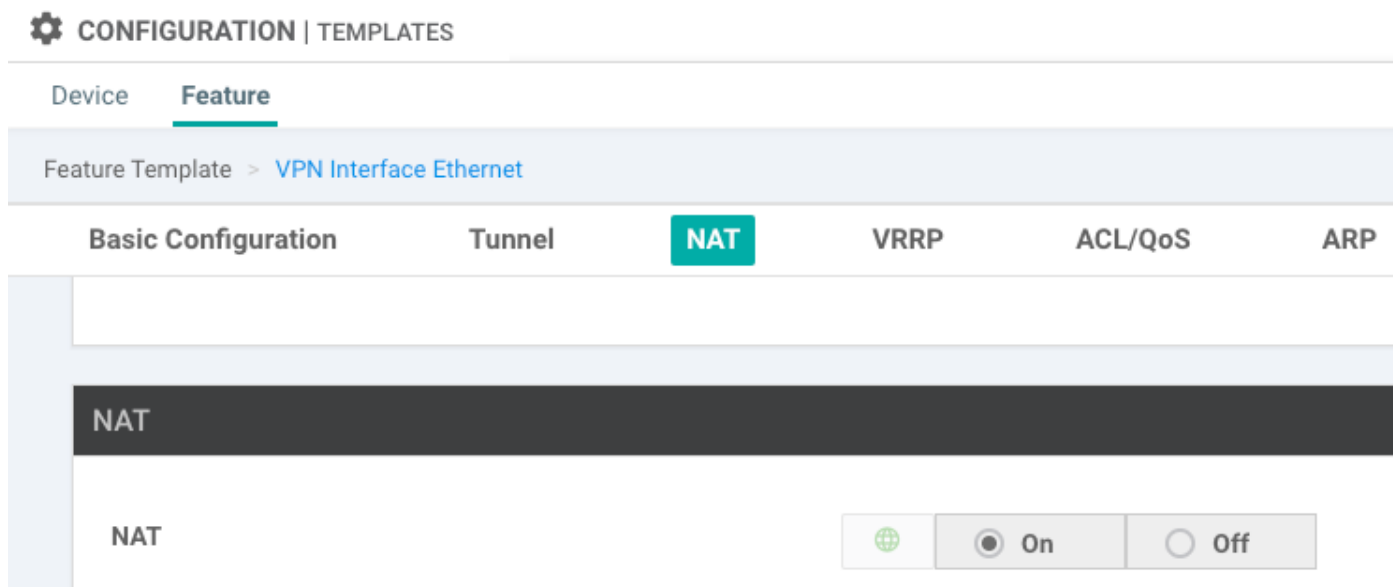 CONFIGURATION | TEMPLATES
Device Feature
Feature Template > VPN Interface Ethernet
Basic Configuration Tunnel NAT VRRP ACL/QoS ARP
NAT
NAT On Off